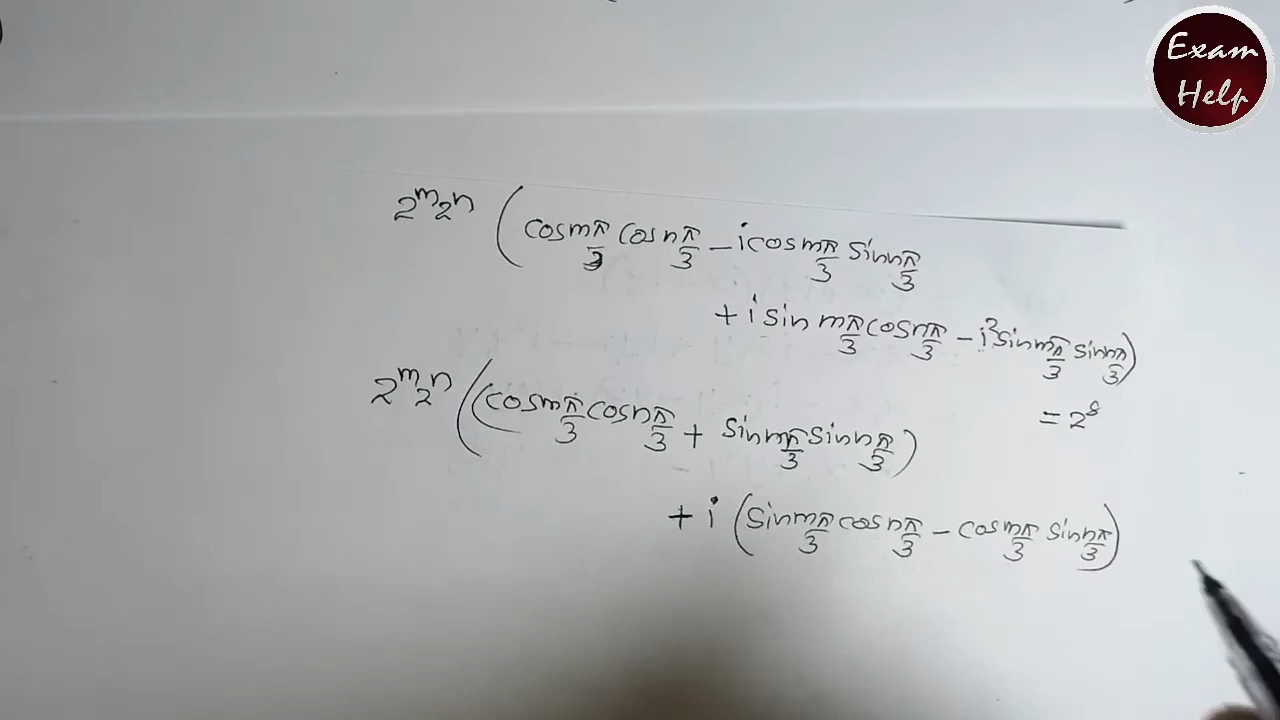 Exam
Help
2^m 2^n (cos mπ/3 cos nπ/3 - i cos mπ/3 sin nπ/3
+ i sin mπ/3 cos nπ/3 - i² sin mπ/3 sin nπ/3)
= 2^8
2^m 2^n ((cos mπ/3 cos nπ/3 + sin mπ/3 sin nπ/3)
+ i (sin mπ/3 cos nπ/3 - cos mπ/3 sin nπ/3)